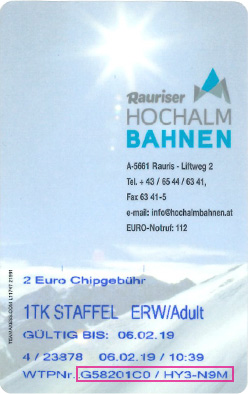 Rauriser
HOCHALM
BAHNEN
A-5661 Rauris - Liftweg 2
Tel. + 43 / 65 44 / 63 41,
Fax 63 41-5
e-mail: info@hochalmbahnen.at
EURO-Notruf: 112
2 Euro Chipgebühr
1TK STAFFEL ERW/Adult
GÜLTIG BIS: 06.02.19
4 / 23878 06.02.19 / 10:39
WTPNr. G58201C0 / HY3-N9M